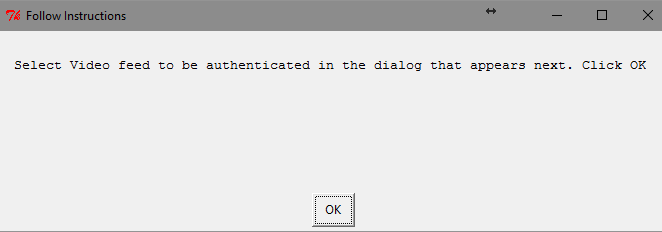 Follow Instructions
Select Video feed to be authenticated in the dialog that appears next. Click OK
OK